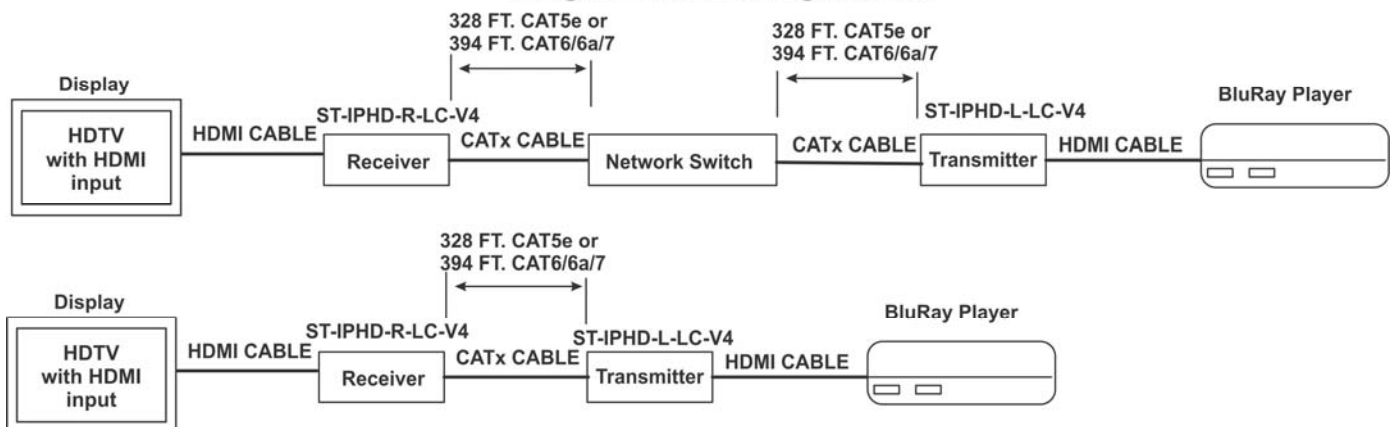 328 FT. CAT5e or
394 FT. CAT6/6a/7
328 FT. CAT5e or
394 FT. CAT6/6a/7
Display
HDTV
with HDMI
input
HDMI CABLE
ST-IPHD-R-LC-V4
Receiver
CATx CABLE
Network Switch
CATx CABLE
ST-IPHD-L-LC-V4
Transmitter
HDMI CABLE
BluRay Player
328 FT. CAT5e or
394 FT. CAT6/6a/7
Display
HDTV
with HDMI
input
HDMI CABLE
ST-IPHD-R-LC-V4
Receiver
CATx CABLE
ST-IPHD-L-LC-V4
Transmitter
HDMI CABLE
BluRay Player